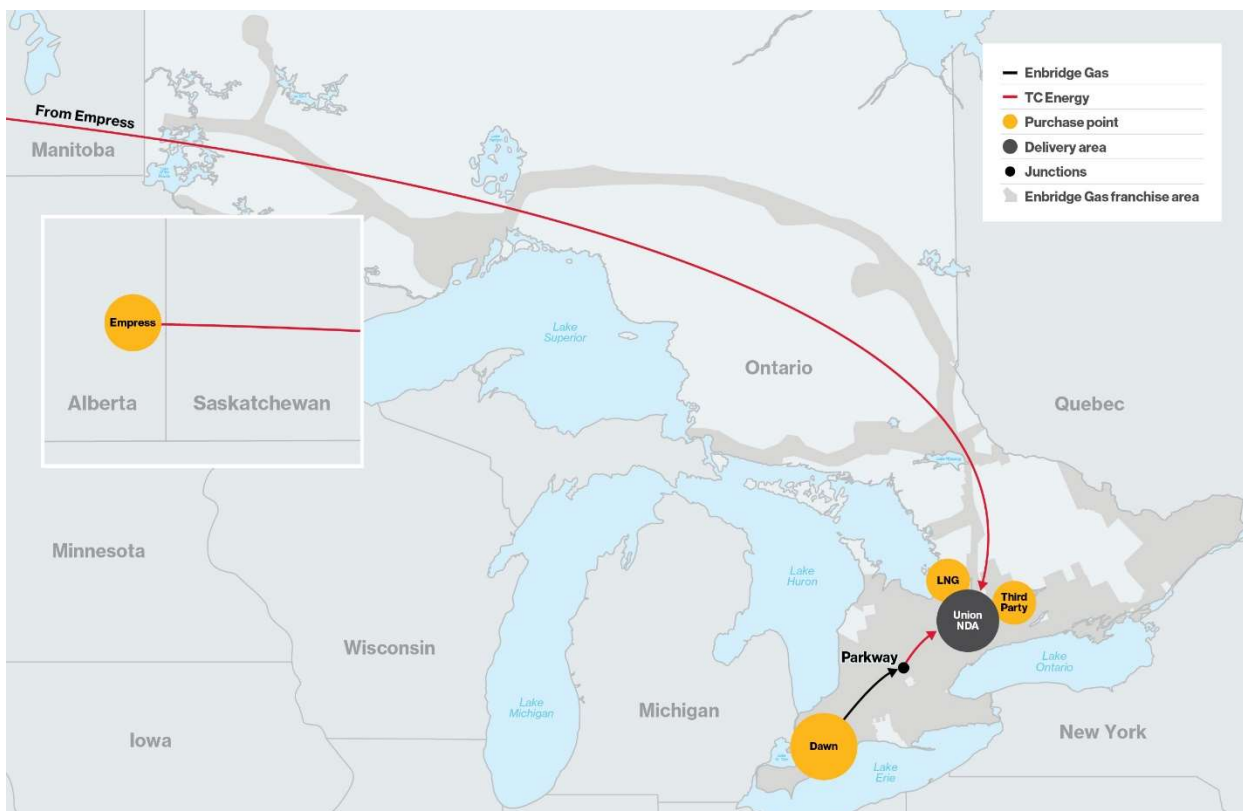 From Empress
Manitoba
Enbridge Gas
TC Energy
Purchase point
Delivery area
Junctions
Enbridge Gas franchise area
Empress
Alberta
Saskatchewan
Lake
Superior
Ontario
Quebec
Minnesota
Wisconsin
Iowa
Lake
Michigan
Michigan
Lake
Huron
LNG
Third
Party
Union
NDA
Parkway
Dawn
Lake
Ontario
Lake
Erie
New York